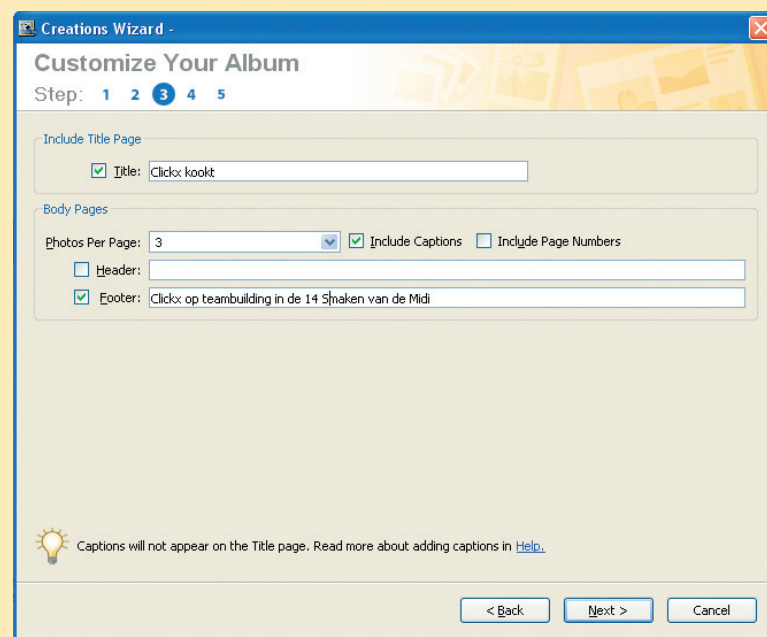 Creations Wizard -
Customize Your Album
Step: 1 2 3 4 5
Include Title Page
Title: Clickx kookt
Body Pages
Photos Per Page: 3 Include Captions Include Page Numbers
Header:
Footer: Clickx op teambuilding in de 14 Smaken van de Midi
Captions will not appear on the Title page. Read more about adding captions in Help.
< Back Next > Cancel